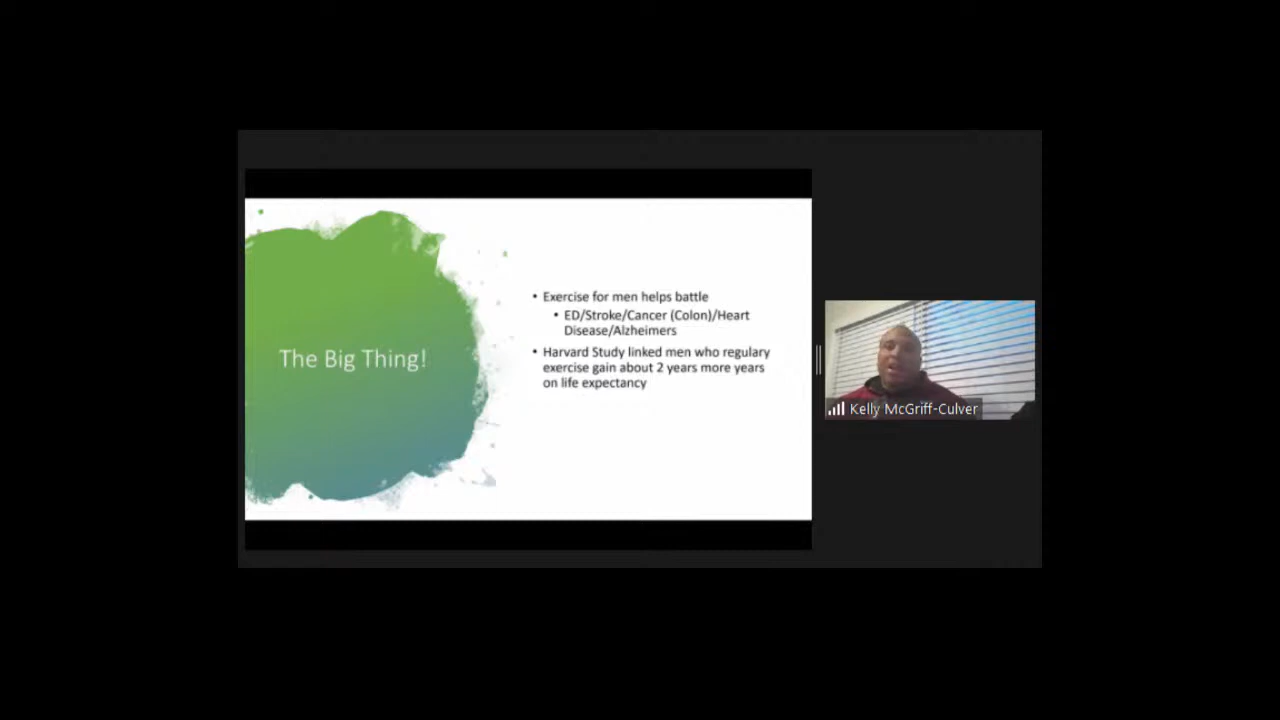 The Big Thing!
• Exercise for men helps battle
• ED/Stroke/Cancer (Colon)/Heart
Disease/Alzheimers
• Harvard Study linked men who regulary
exercise gain about 2 years more years
on life expectancy
Kelly McGriff-Culver